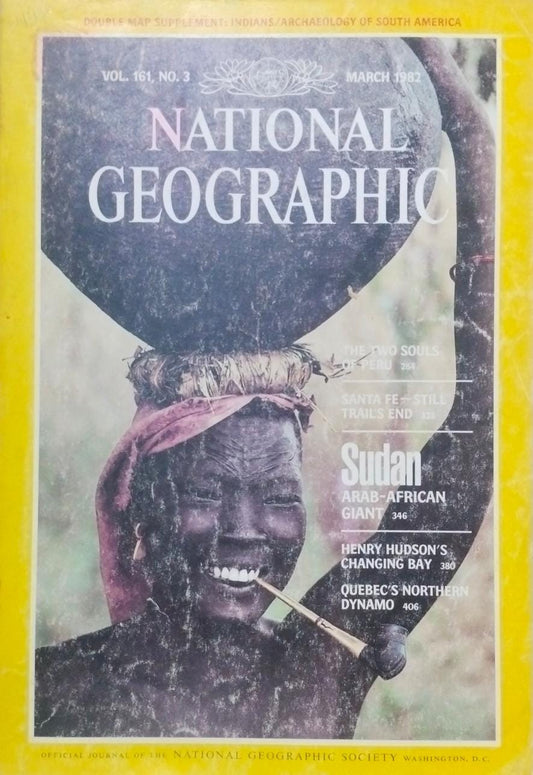 DOUBLE MAP SUPPLEMENT: INDIANS/ARCHAEOLOGY OF SOUTH AMERICA
VOL. 161, NO. 3
MARCH 1982
NATIONAL
GEOGRAPHIC
THE TWO SOULS
OF PERU 284
SANTA FE—STILL
TRAIL'S END 323
Sudan
ARAB-AFRICAN
GIANT 346
HENRY HUDSON'S
CHANGING BAY 380
QUEBEC'S NORTHERN
DYNAMO 406
OFFICIAL JOURNAL OF THE NATIONAL GEOGRAPHIC SOCIETY WASHINGTON, D.C.